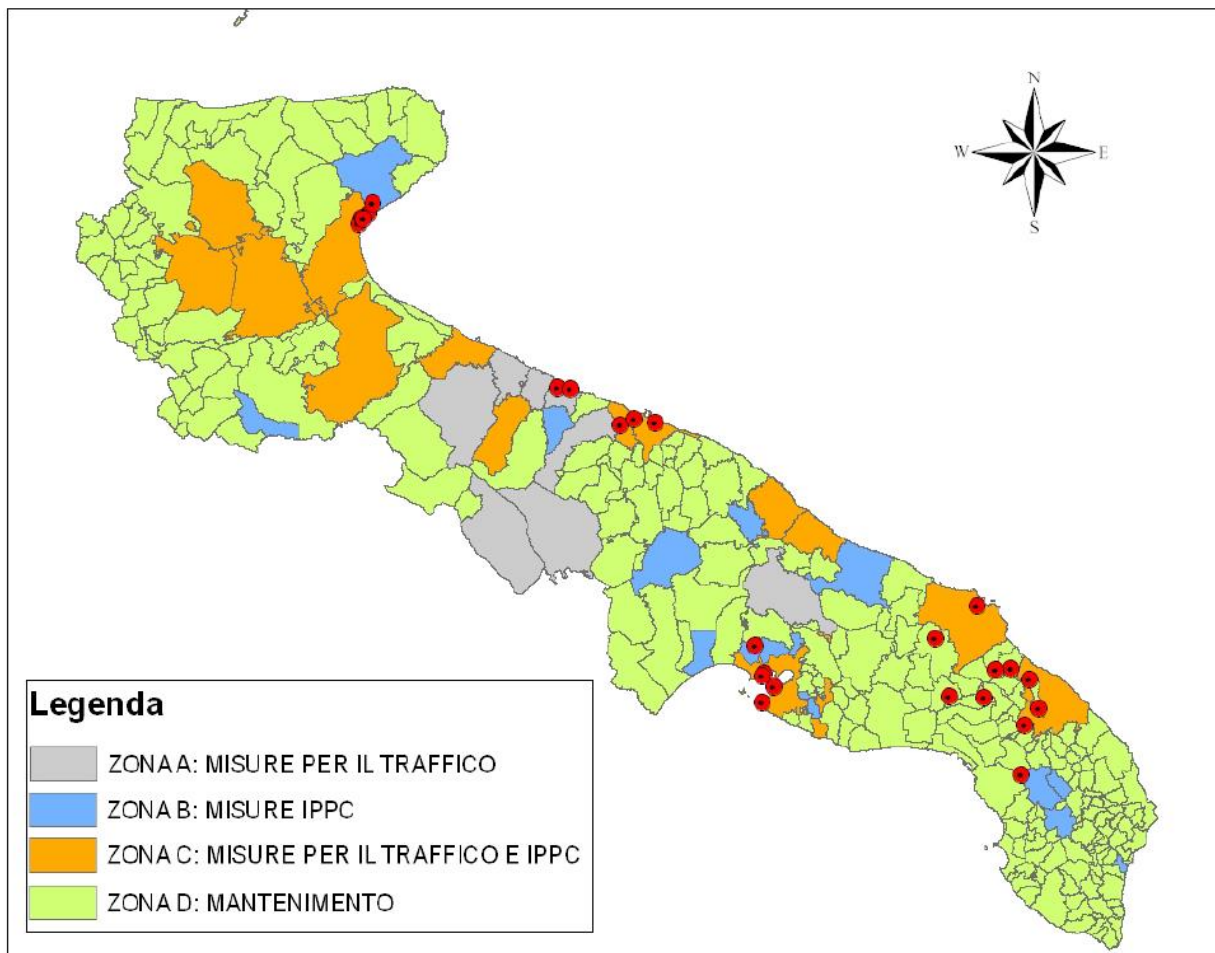 N
W E
S
Legenda
ZONA A: MISURE PER IL TRAFFICO
ZONA B: MISURE IPPC
ZONA C: MISURE PER IL TRAFFICO E IPPC
ZONA D: MANTENIMENTO